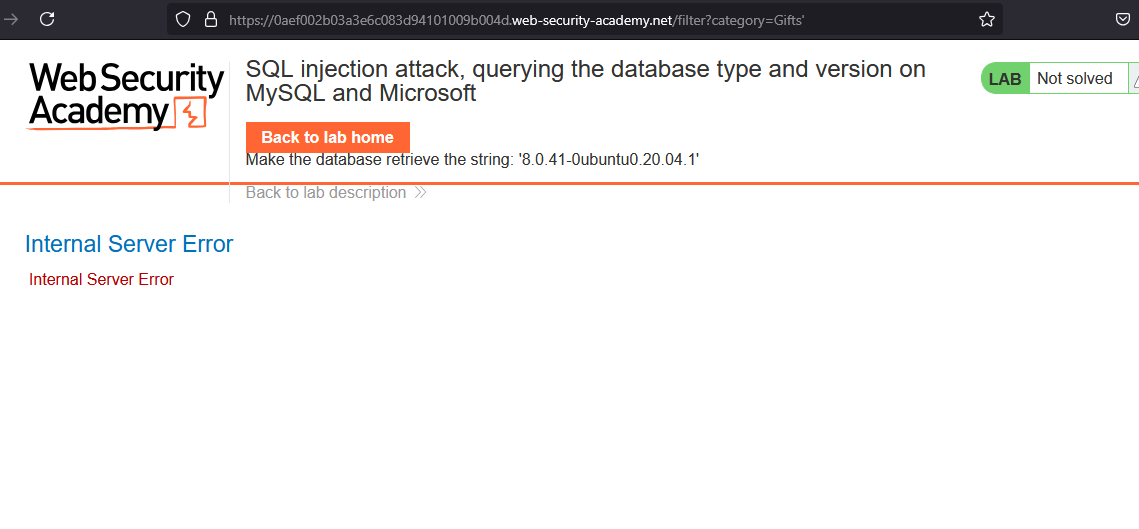 https://0aef002b03a3e6c083d94101009b004d.web-security-academy.net/filter?category=Gifts'
WebSecurity
Academy
SQL injection attack, querying the database type and version on
MySQL and Microsoft
LAB
Not solved
Back to lab home
Make the database retrieve the string: '8.0.41-0ubuntu0.20.04.1'
Back to lab description
Internal Server Error
Internal Server Error